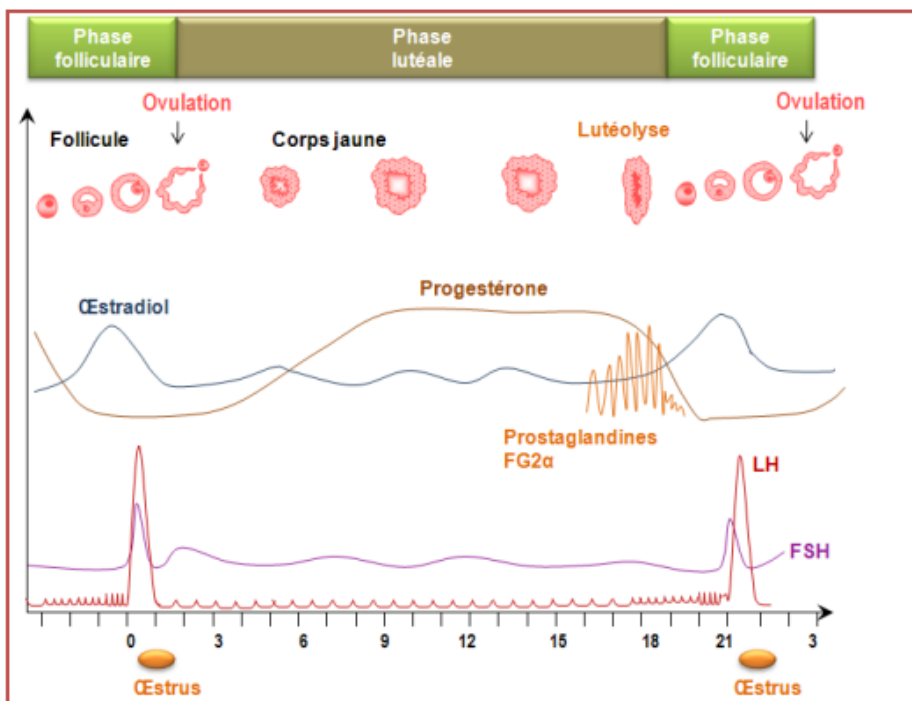 Phase
folliculaire
Phase
lutéale
Phase
folliculaire
Ovulation
Ovulation
Follicule
Corps jaune
Lutéolyse
Œstradiol
Progestérone
Prostaglandines
FG2α
LH
FSH
0 3 6 9 12 15 18 21 3
Œstrus
Œstrus